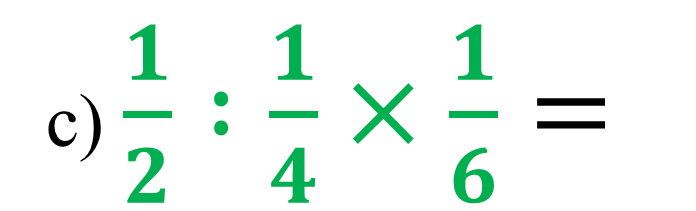 c) 1/2 : 1/4 × 1/6 =